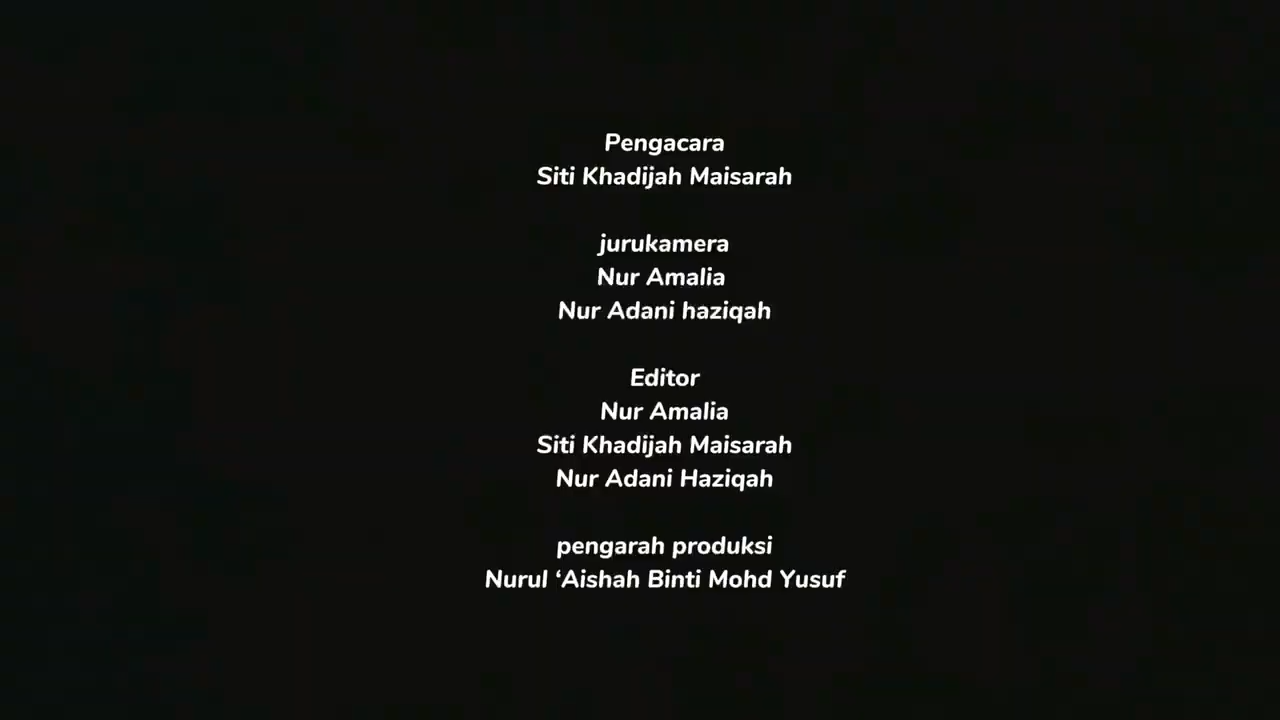 Pengacara
Siti Khadijah Maisarah
jurukamera
Nur Amalia
Nur Adani haziqah
Editor
Nur Amalia
Siti Khadijah Maisarah
Nur Adani Haziqah
pengarah produksi
Nurul ‘Aishah Binti Mohd Yusuf